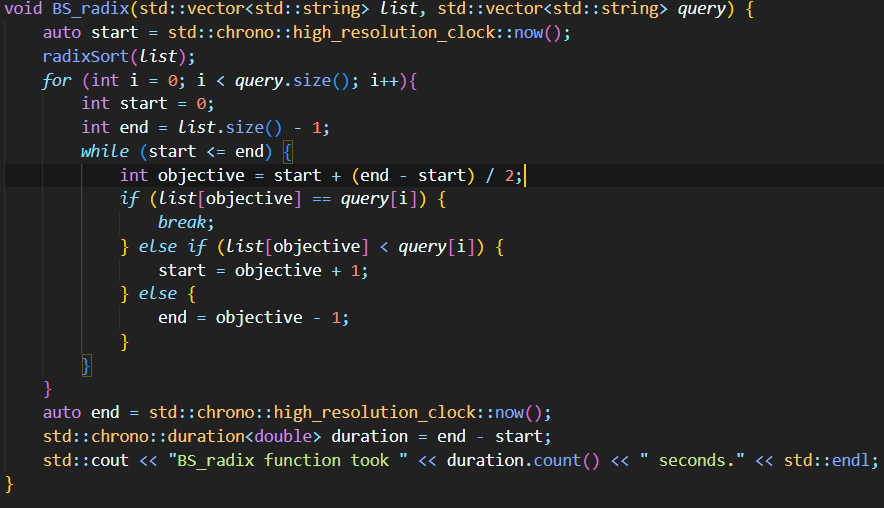 void BS_radix(std::vector<std::string> list, std::vector<std::string> query) {
    auto start = std::chrono::high_resolution_clock::now();
    radixSort(list);
    for (int i = 0; i < query.size(); i++){
        int start = 0;
        int end = list.size() - 1;
        while (start <= end) {
            int objective = start + (end - start) / 2;
            if (list[objective] == query[i]) {
                break;
            } else if (list[objective] < query[i]) {
                start = objective + 1;
            } else {
                end = objective - 1;
            }
        }
    }
    auto end = std::chrono::high_resolution_clock::now();
    std::chrono::duration<double> duration = end - start;
    std::cout << "BS_radix function took " << duration.count() << " seconds." << std::endl;
}